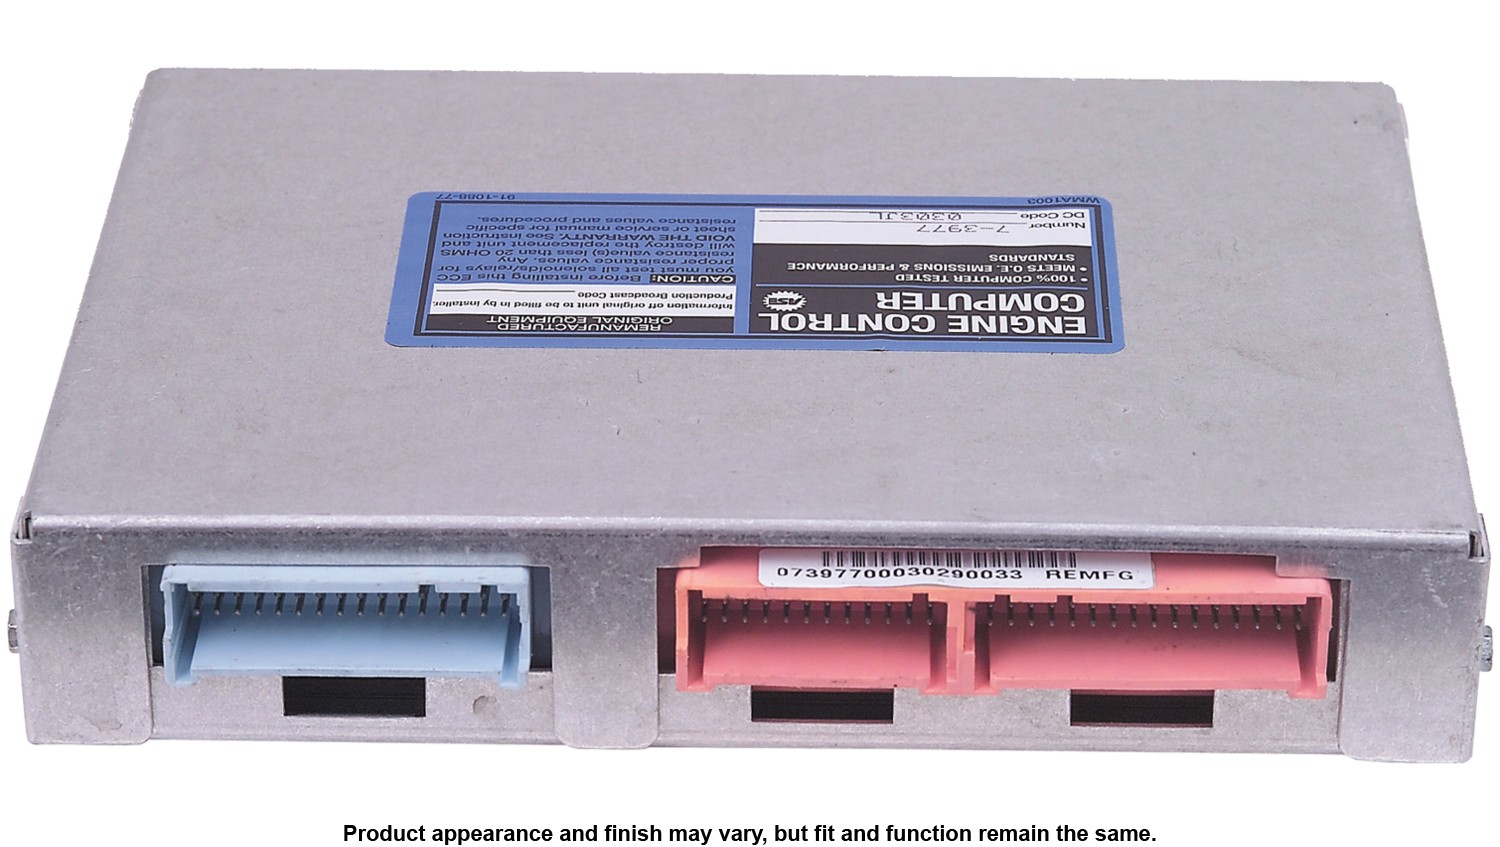 ENGINE CONTROL
COMPUTER
ASE
• 100% COMPUTER TESTED
• MEETS O.E. EMISSIONS & PERFORMANCE
STANDARDS
Number 7-3977
DC Code 0303JL
WMA1003
REMANUFACTURED
ORIGINAL EQUIPMENT
Information off original unit to be filled in by installer.
Production Broadcast Code
CAUTION: Before installing this ECC
you must test all solenoids/relays for
proper resistance values. Any
resistance value(s) less than 20 OHMS
will destroy the replacement unit and
VOID THE WARRANTY. See instruction
sheet or service manual for specific
resistance values and procedures.
91-1088-77
07397700030290033 REMFG
Product appearance and finish may vary, but fit and function remain the same.